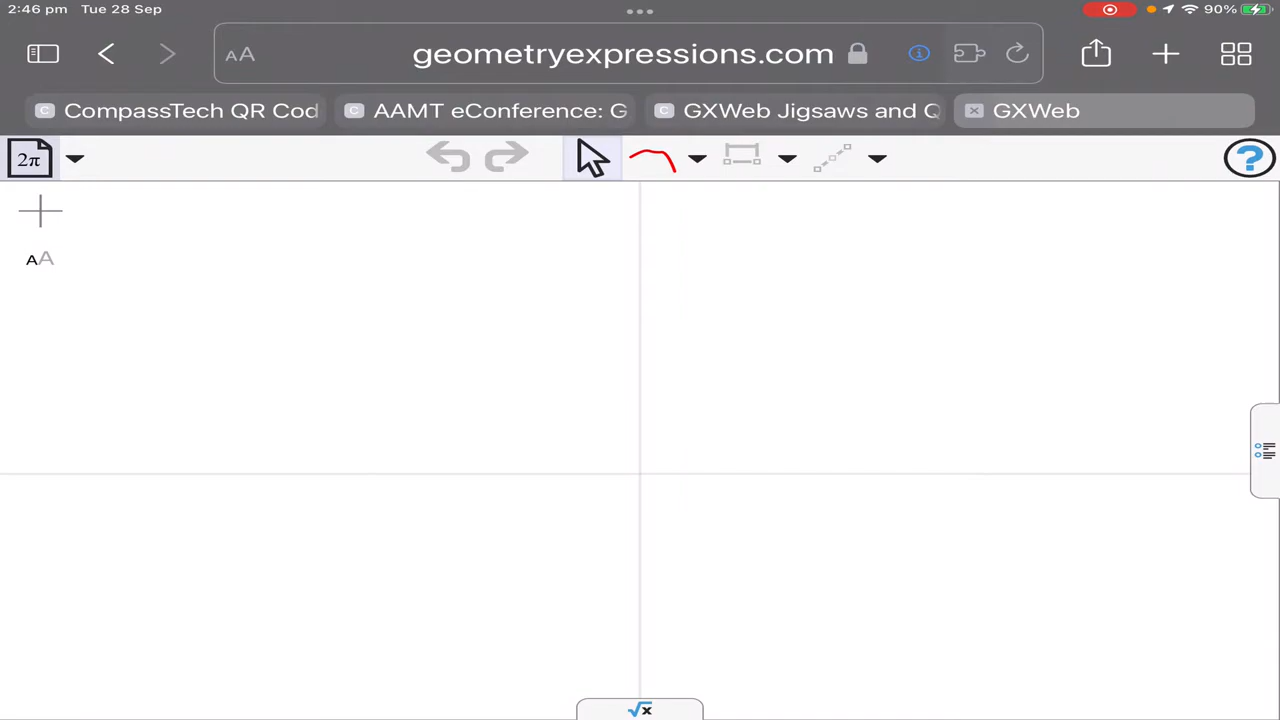 2:46 pm Tue 28 Sep
90%
AA geometryexpressions.com
CompassTech QR Cod
AAMT eConference: G
GXWeb Jigsaws and Q
GXWeb
2π
?
AA
√x